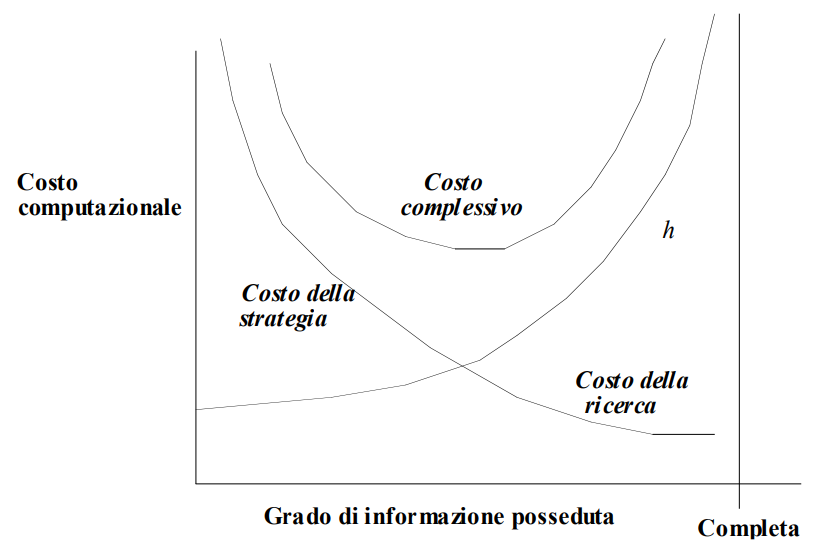 Costo
computazionale
Costo
complessivo
h
Costo della
strategia
Costo della
ricerca
Grado di informazione posseduta
Completa